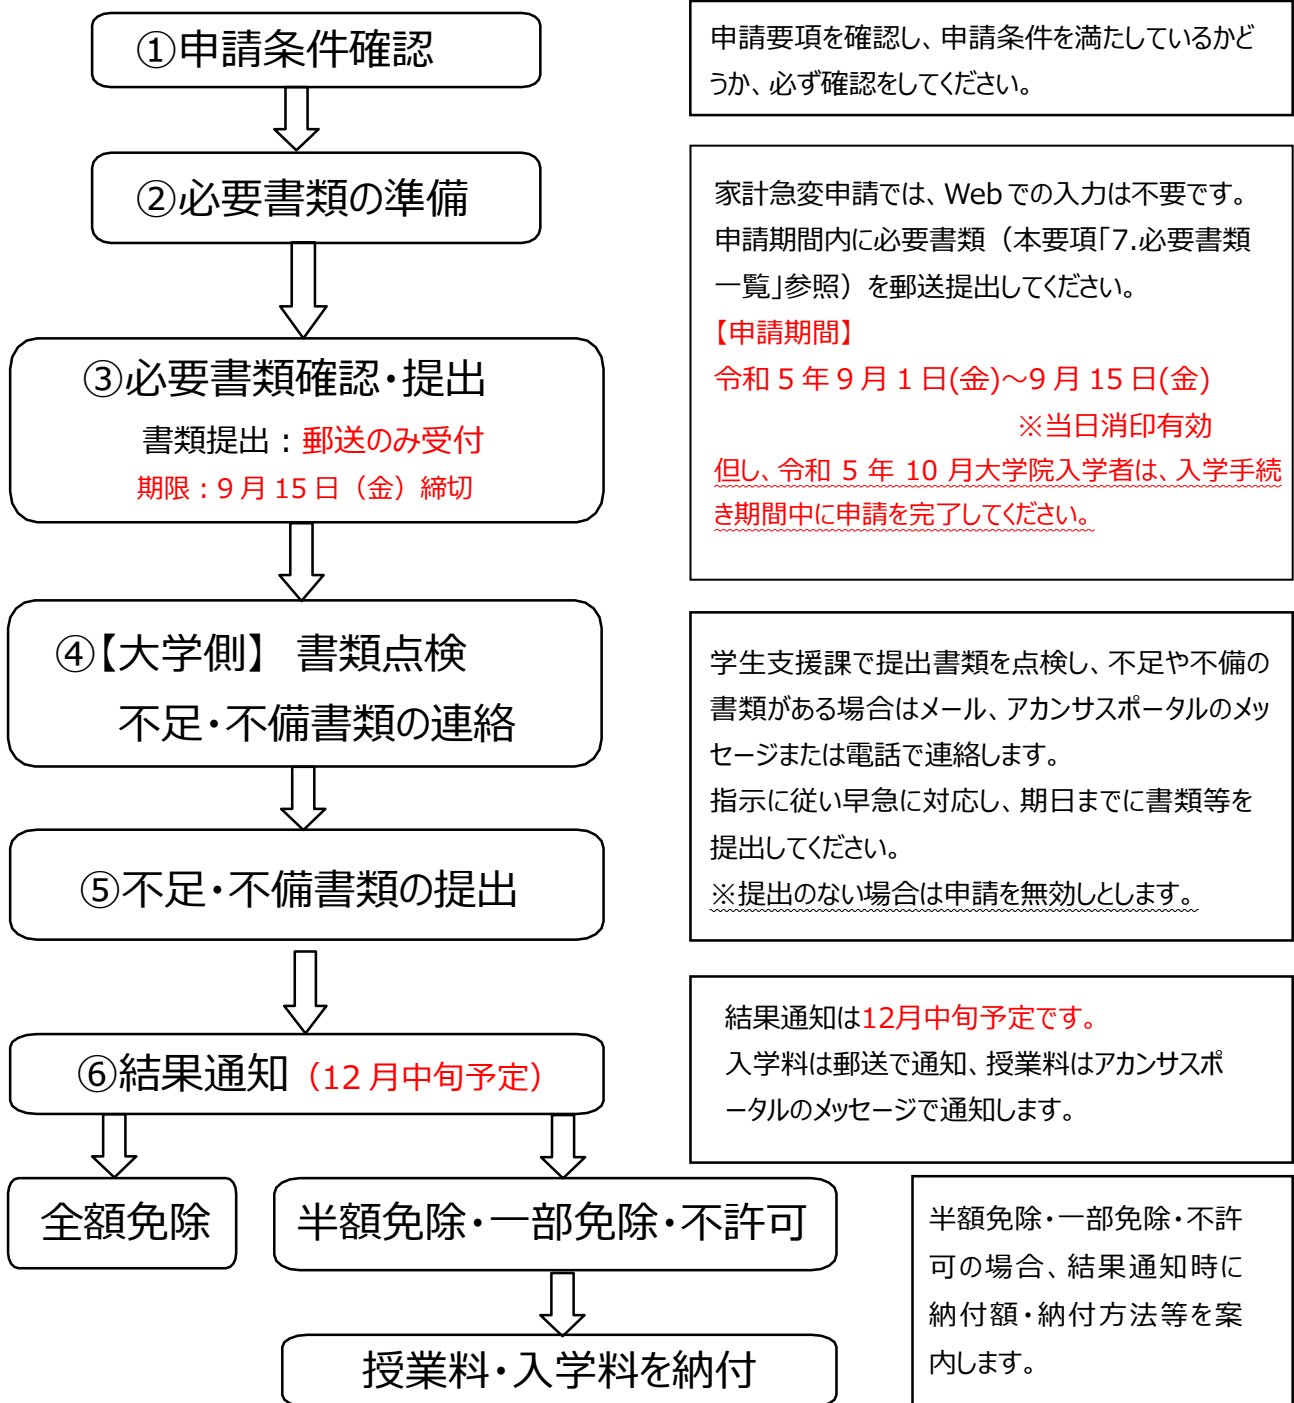 ①申請条件確認
申請要項を確認し、申請条件を満たしているかど
うか、必ず確認をしてください。
②必要書類の準備
家計急変申請では、Web での入力は不要です。
申請期間内に必要書類（本要項「7.必要書類
一覧」参照）を郵送提出してください。
【申請期間】
令和 5 年 9 月 1 日(金)～9 月 15 日(金)
※当日消印有効
但し、令和 5 年 10 月大学院入学者は、入学手続
き期間中に申請を完了してください。
③必要書類確認・提出
書類提出：郵送のみ受付
期限：9 月 15 日（金）締切
④【大学側】 書類点検
不足・不備書類の連絡
学生支援課で提出書類を点検し、不足や不備の
書類がある場合はメール、アカンサスポータルのメッ
セージまたは電話で連絡します。
指示に従い早急に対応し、期日までに書類等を
提出してください。
※提出のない場合は申請を無効しとします。
⑤不足・不備書類の提出
⑥結果通知（12 月中旬予定）
結果通知は12月中旬予定です。
入学料は郵送で通知、授業料はアカンサスポ
ータルのメッセージで通知します。
全額免除
半額免除・一部免除・不許可
半額免除・一部免除・不許
可の場合、結果通知時に
納付額・納付方法等を案
内します。
授業料・入学料を納付